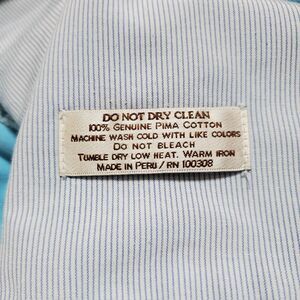 DO NOT DRY CLEAN
100% GENUINE PIMA COTTON
MACHINE WASH COLD WITH LIKE COLORS
DO NOT BLEACH
TUMBLE DRY LOW HEAT. WARM IRON
MADE IN PERU / RN 100308